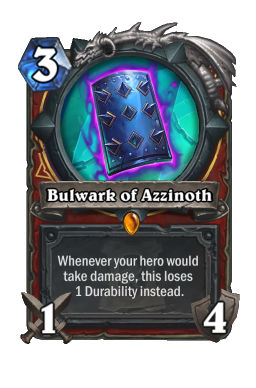 3
Bulwark of Azzinoth
Whenever your hero would
take damage, this loses
1 Durability instead.
1
4